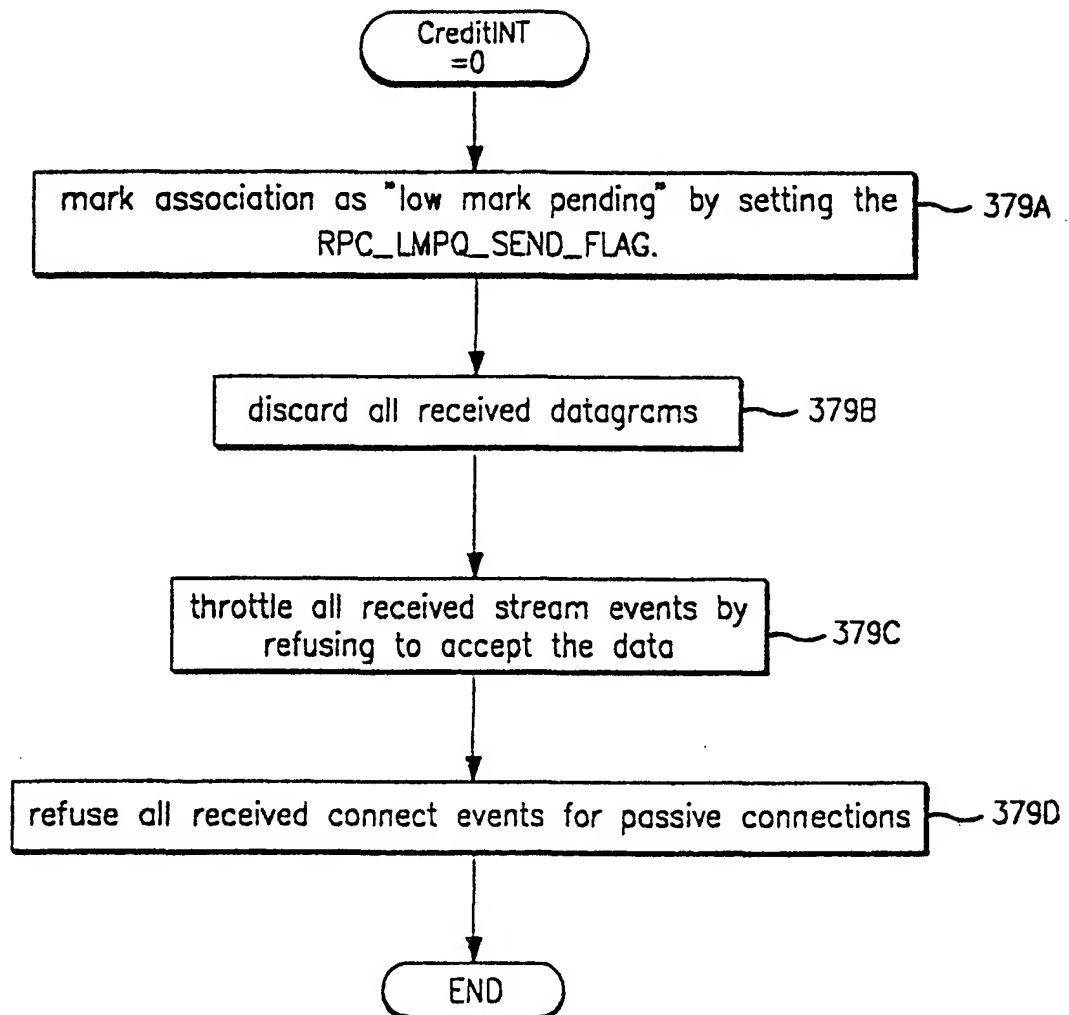 CreditINT
=0
mark association as "low mark pending" by setting the
RPC_LMPQ_SEND_FLAG.
379A
discard all received datagrams
379B
throttle all received stream events by
refusing to accept the data
379C
refuse all received connect events for passive connections
379D
END